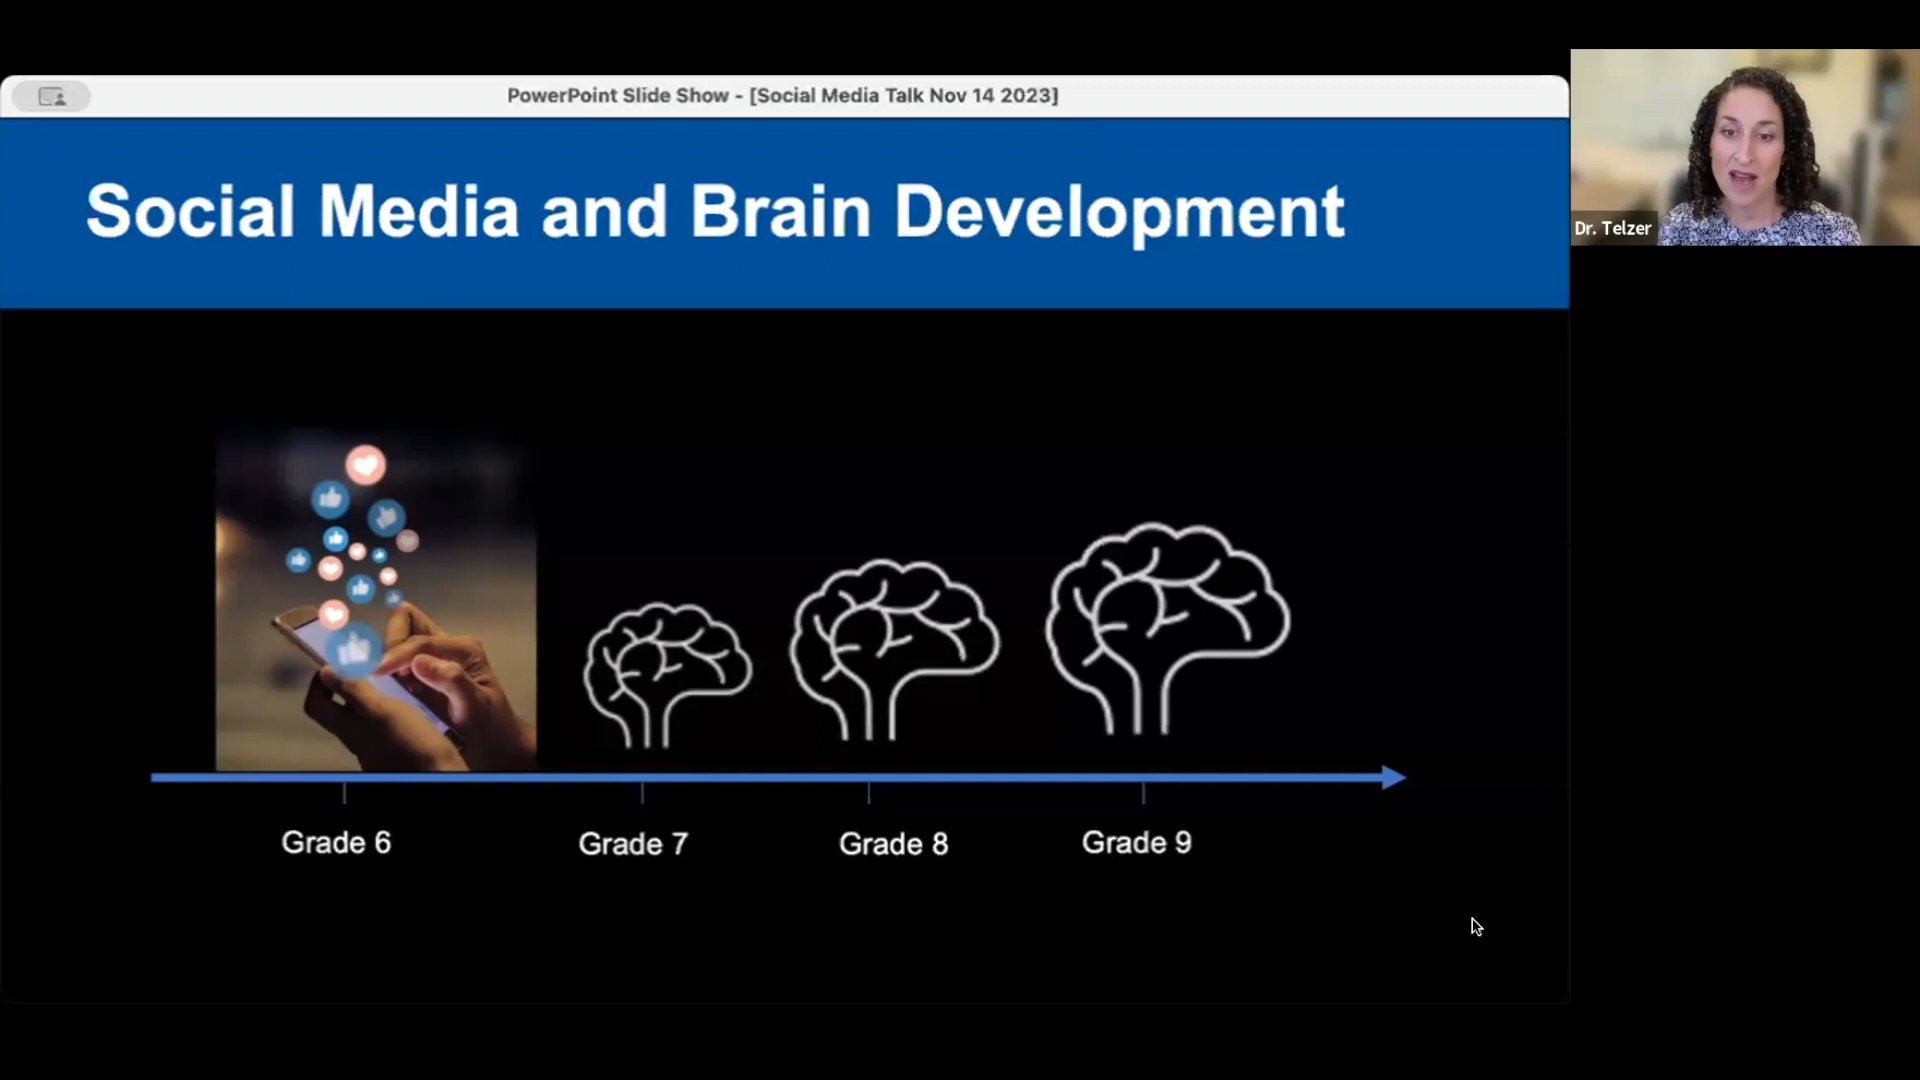 PowerPoint Slide Show - [Social Media Talk Nov 14 2023]
Social Media and Brain Development
Dr. Telzer
Grade 6
Grade 7
Grade 8
Grade 9